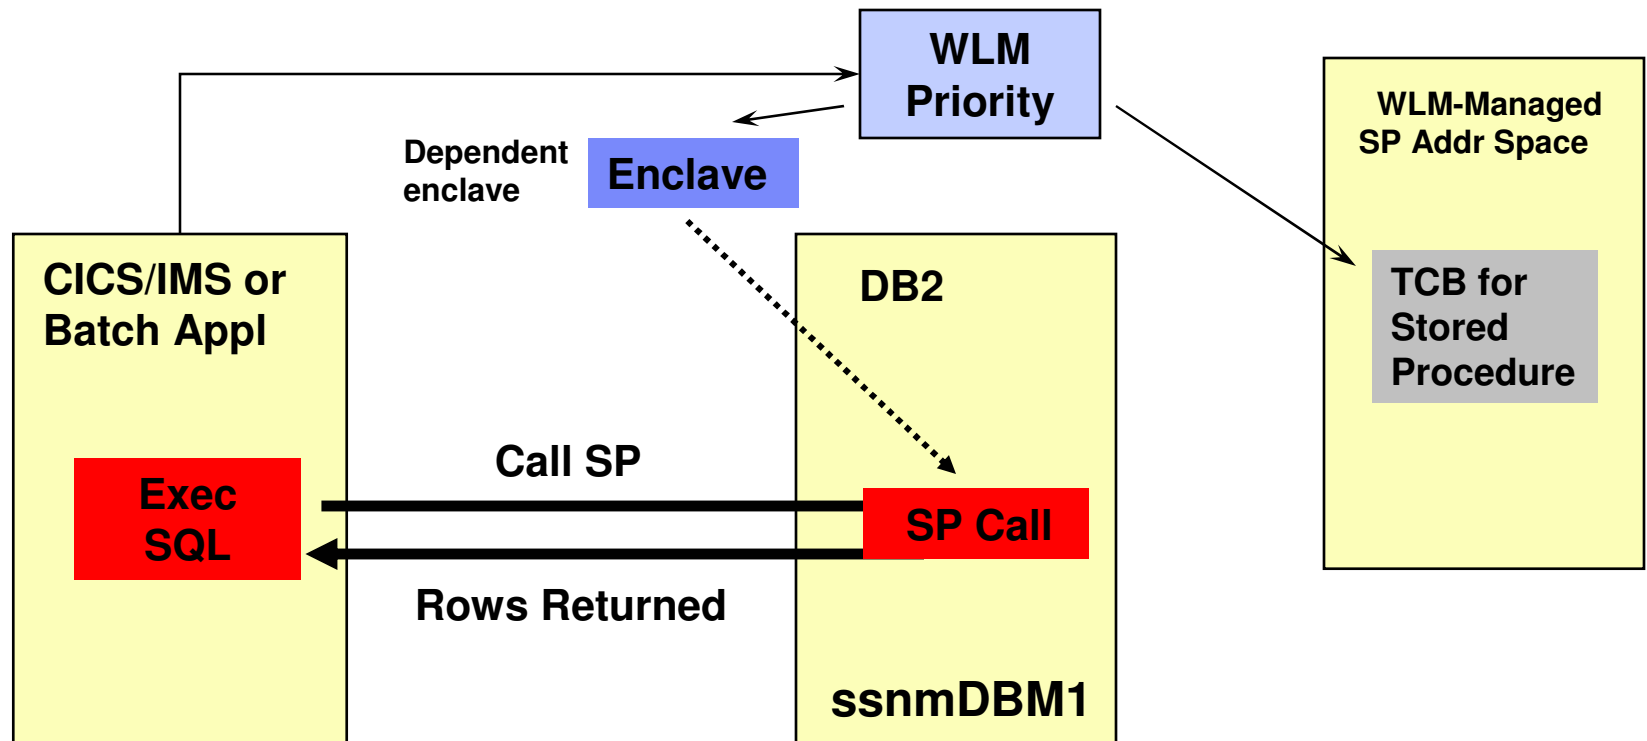 WLM
Priority
WLM-Managed
SP Addr Space
Dependent
enclave
Enclave
CICS/IMS or
Batch Appl
DB2
TCB for
Stored
Procedure
Call SP
Exec
SQL
SP Call
Rows Returned
ssnmDBM1